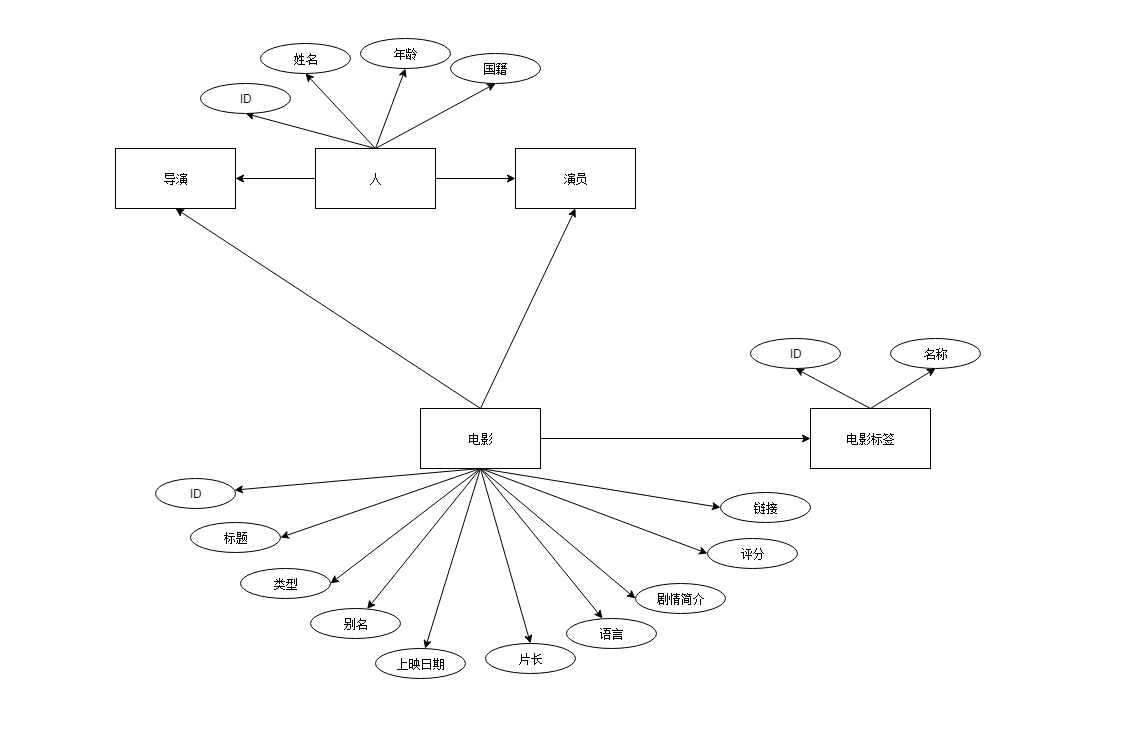 姓名
年龄
国籍
ID
导演
人
演员
ID
名称
电影
电影标签
ID
链接
标题
评分
类型
剧情简介
别名
语言
上映日期
片长